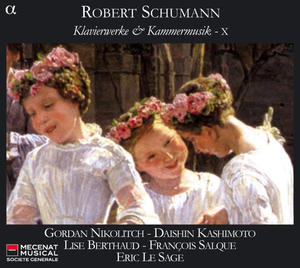 α
ROBERT SCHUMANN
Klavierwerke & Kammermusik - X
GORDAN NIKOLITCH - DAISHIN KASHIMOTO
LISE BERTHAUD - FRANÇOIS SALQUE
ERIC LE SAGE
MECENAT
MUSICAL
SOCIETE GENERALE